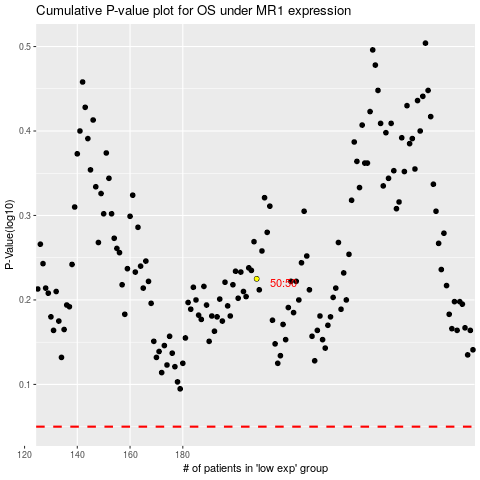 Cumulative P-value plot for OS under MR1 expression
P-Value(log10)
0.5
0.4
0.3
0.2
0.1
50:50
120 140 160 180
# of patients in 'low exp' group